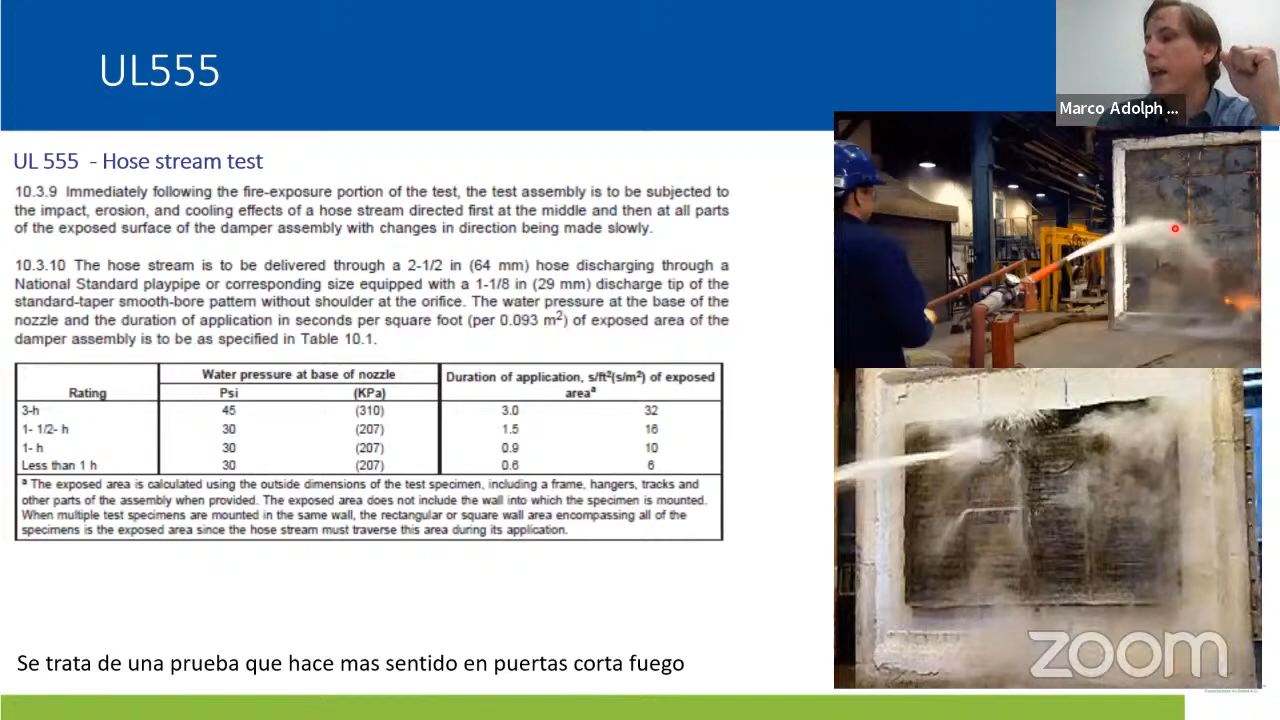 UL555
Marco Adolph ...
UL 555 - Hose stream test
10.3.9 Immediately following the fire-exposure portion of the test, the test assembly is to be subjected to
the impact, erosion, and cooling effects of a hose stream directed first at the middle and then at all parts
of the exposed surface of the damper assembly with changes in direction being made slowly.
10.3.10 The hose stream is to be delivered through a 2-1/2 in (64 mm) hose discharging through a
National Standard playpipe or corresponding size equipped with a 1-1/8 in (29 mm) discharge tip of the
standard-taper smooth-bore pattern without shoulder at the orifice. The water pressure at the base of the
nozzle and the duration of application in seconds per square foot (per 0.093 m2) of exposed area of the
damper assembly is to be as specified in Table 10.1.
Rating Water pressure at base of nozzle Duration of application, s/ft2(s/m2) of exposed
Psi (KPa) areaa
3-h 45 (310) 3.0 32
1- 1/2- h 30 (207) 1.5 16
1- h 30 (207) 0.9 10
Less than 1 h 30 (207) 0.6 6
a The exposed area is calculated using the outside dimensions of the test specimen, including a frame, hangers, tracks and
other parts of the assembly when provided. The exposed area does not include the wall into which the specimen is mounted.
When multiple test specimens are mounted in the same wall, the rectangular or square wall area encompassing all of the
specimens is the exposed area since the hose stream must traverse this area during its application.
Se trata de una prueba que hace mas sentido en puertas corta fuego
zoom